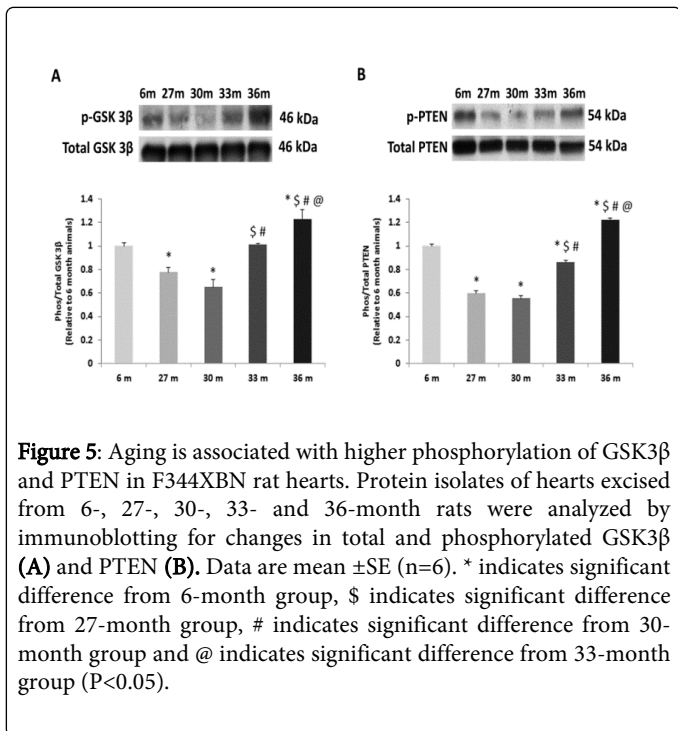 A
B
6m 27m 30m 33m 36m
6m 27m 30m 33m 36m
p-GSK 3β 46 kDa
p-PTEN 54 kDa
Total GSK 3β 46 kDa
Total PTEN 54 kDa
Phos/Total GSK 3β
(Relative to 6 month animals)
1.4
1.2
1
0.8
0.6
0.4
0.2
0
*
*
$ #
* $ # @
6 m 27 m 30 m 33 m 36 m
Phos/Total PTEN
(Relative to 6 month animals)
1.4
1.2
1
0.8
0.6
0.4
0.2
0
*
*
* $ #
* $ # @
6 m 27 m 30 m 33 m 36 m
Figure 5: Aging is associated with higher phosphorylation of GSK3β
and PTEN in F344XBN rat hearts. Protein isolates of hearts excised
from 6-, 27-, 30-, 33- and 36-month rats were analyzed by
immunoblotting for changes in total and phosphorylated GSK3β
(A) and PTEN (B). Data are mean ±SE (n=6). * indicates significant
difference from 6-month group, $ indicates significant difference
from 27-month group, # indicates significant difference from 30-
month group and @ indicates significant difference from 33-month
group (P<0.05).